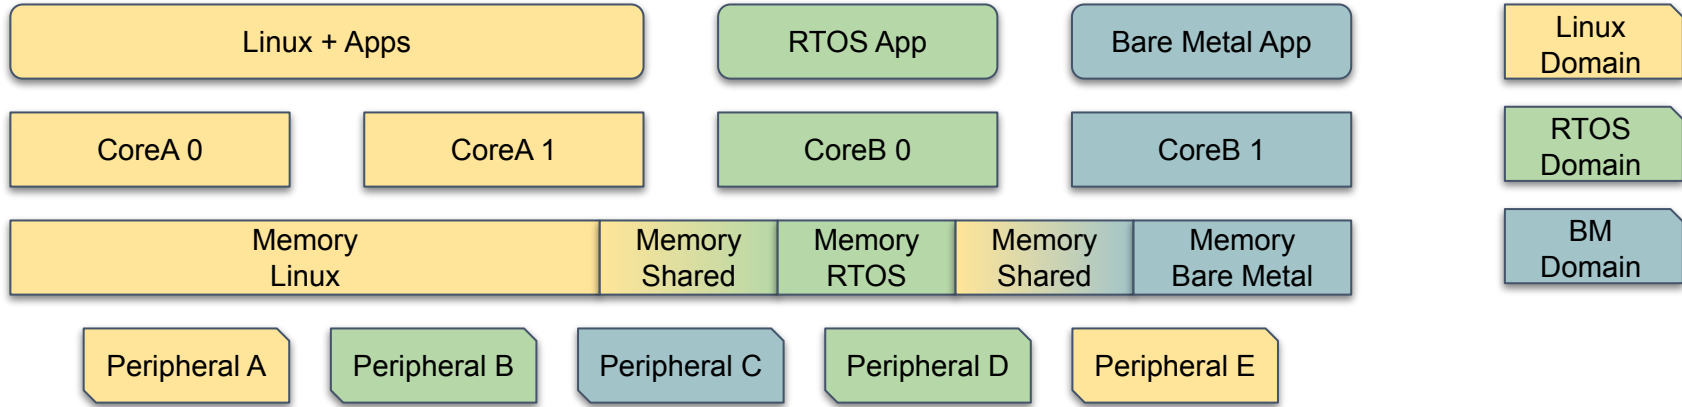 Linux + Apps
RTOS App
Bare Metal App
CoreA 0
CoreA 1
CoreB 0
CoreB 1
Memory
Linux
Memory
Shared
Memory
RTOS
Memory
Shared
Memory
Bare Metal
Peripheral A
Peripheral B
Peripheral C
Peripheral D
Peripheral E
Linux
Domain
RTOS
Domain
BM
Domain